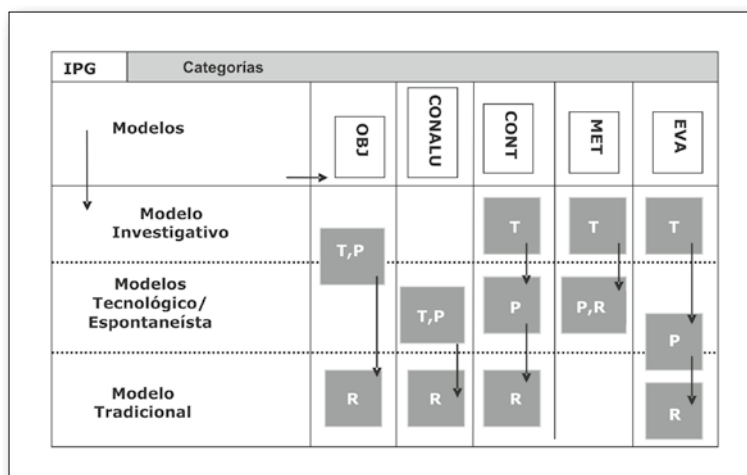 IPG Categorias
Modelos
OBJ
CONALU
CONT
MET
EVA
Modelo
Investigativo
T,P
T
T
T
Modelos
Tecnológico/
Espontaneísta
T,P
P
P,R
P
Modelo
Tradicional
R
R
R
R